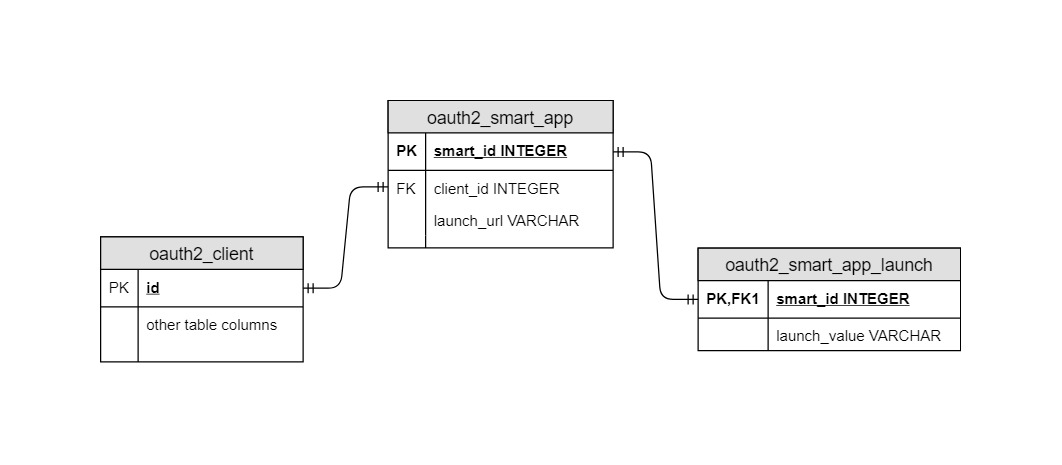 oauth2_smart_app
PK smart_id INTEGER
FK client_id INTEGER
launch_url VARCHAR
oauth2_client
PK id
other table columns
oauth2_smart_app_launch
PK,FK1 smart_id INTEGER
launch_value VARCHAR